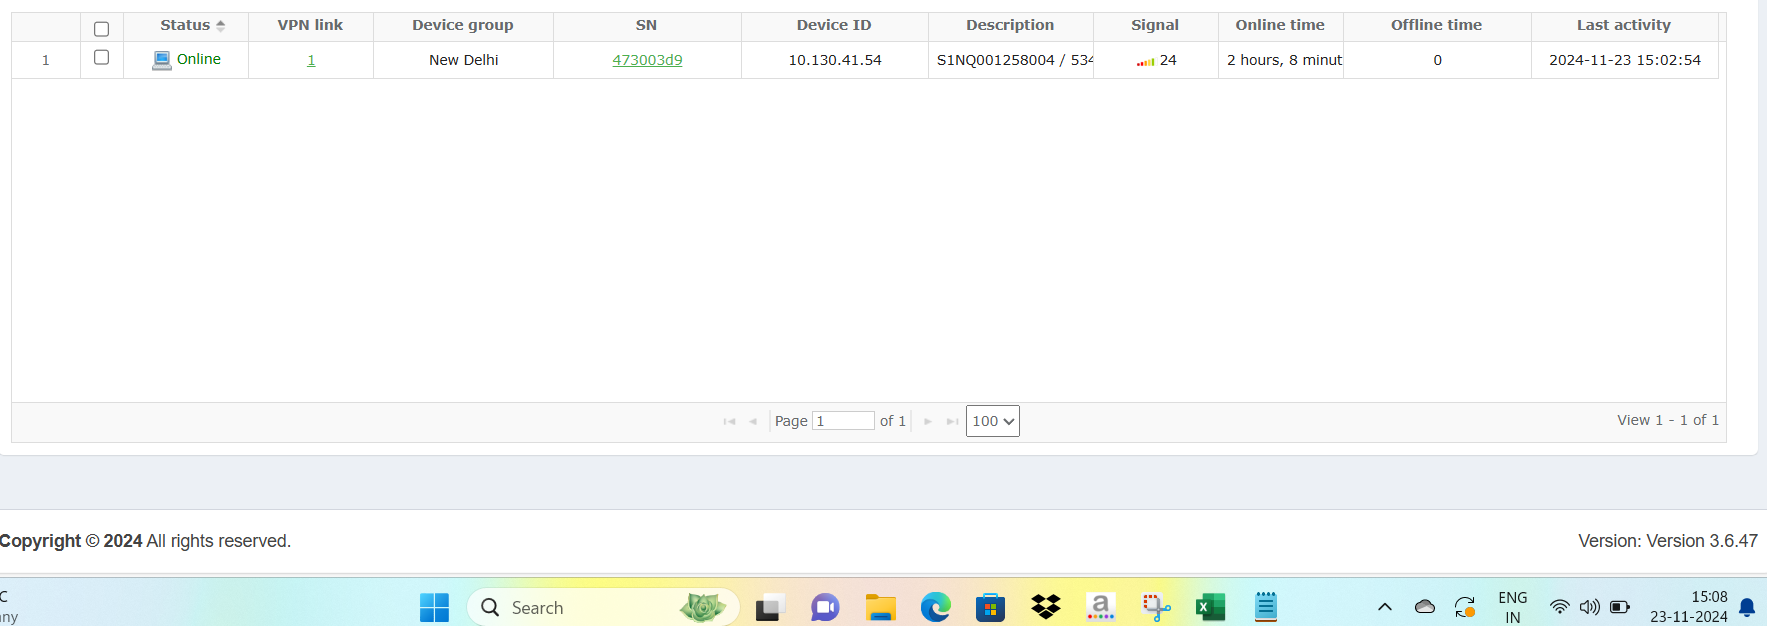 Status VPN link Device group SN Device ID Description Signal Online time Offline time Last activity
1 Online 1 New Delhi 473003d9 10.130.41.54 S1NQ001258004 / 534 24 2 hours, 8 minut 0 2024-11-23 15:02:54
Page 1 of 1 100 View 1 - 1 of 1
Copyright © 2024 All rights reserved. Version: Version 3.6.47
C
ny
Search
a
X
ENG
IN
15:08
23-11-2024